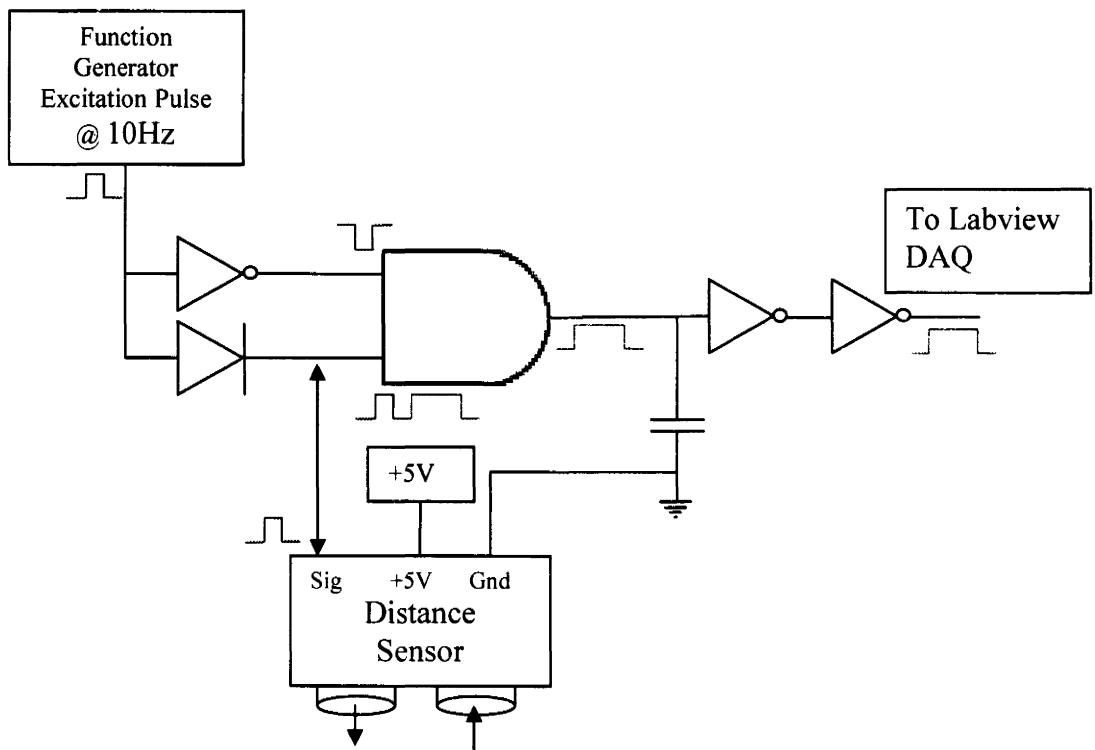 Function
Generator
Excitation Pulse
@ 10Hz
To Labview
DAQ
+5V
Sig +5V Gnd
Distance
Sensor